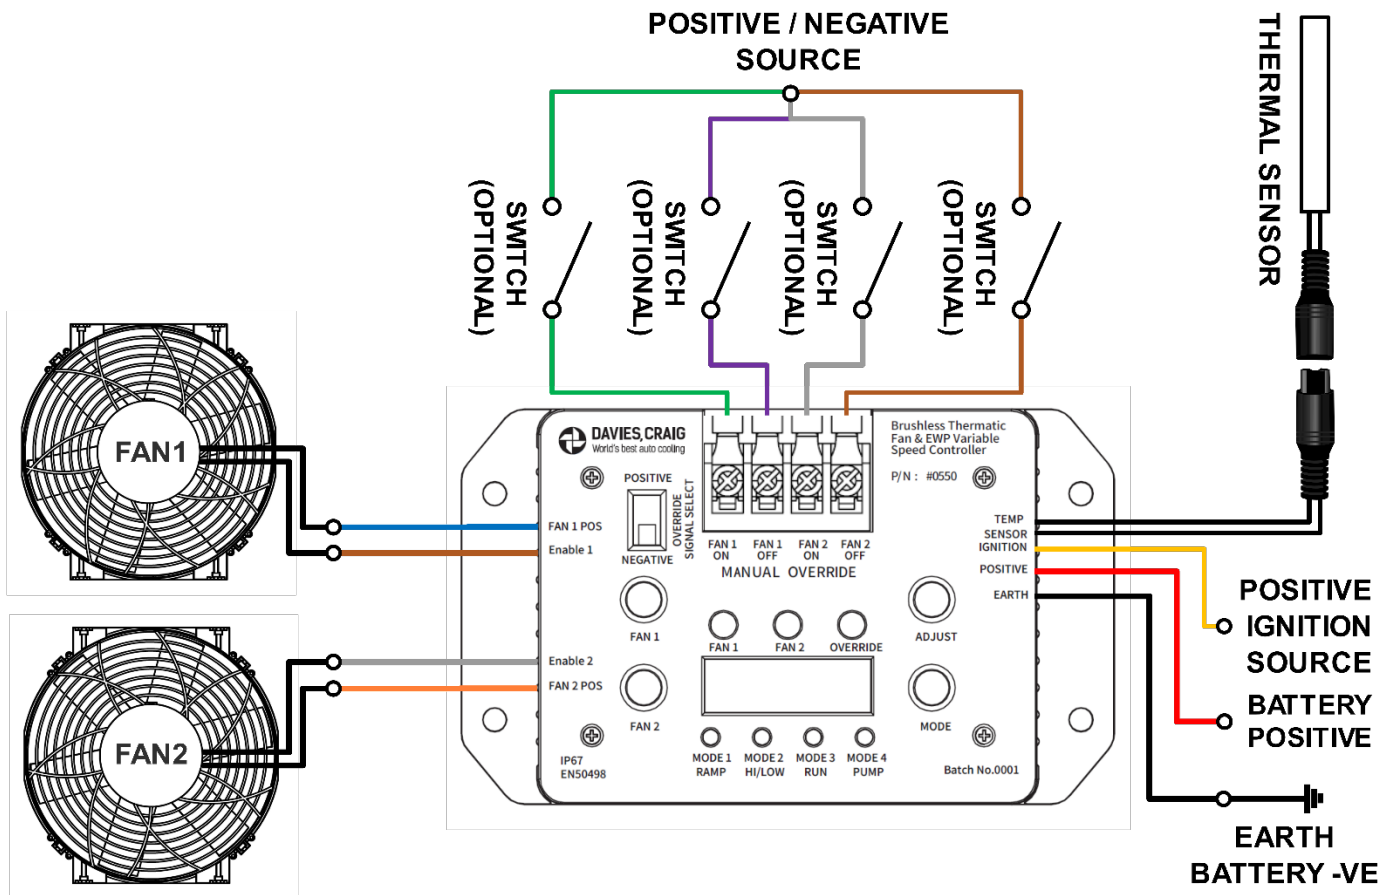 POSITIVE / NEGATIVE
SOURCE
THERMAL SENSOR
SWITCH
(OPTIONAL)
SWITCH
(OPTIONAL)
SWITCH
(OPTIONAL)
SWITCH
(OPTIONAL)
FAN1
FAN2
DAVIES, CRAIG
World's best auto cooling
Brushless Thermatic
Fan & EWP Variable
Speed Controller
P/N : #0550
POSITIVE
OVERRIDE
SIGNAL SELECT
NEGATIVE
FAN 1 POS
Enable 1
FAN 1
ON
FAN 1
OFF
FAN 2
ON
FAN 2
OFF
MANUAL OVERRIDE
TEMP
SENSOR
IGNITION
POSITIVE
EARTH
FAN 1
FAN 1
FAN 2
OVERRIDE
ADJUST
Enable 2
FAN 2 POS
FAN 2
MODE
MODE 1
RAMP
MODE 2
HI/LOW
MODE 3
RUN
MODE 4
PUMP
IP67
EN50498
Batch No.0001
POSITIVE
IGNITION
SOURCE
BATTERY
POSITIVE
EARTH
BATTERY -VE